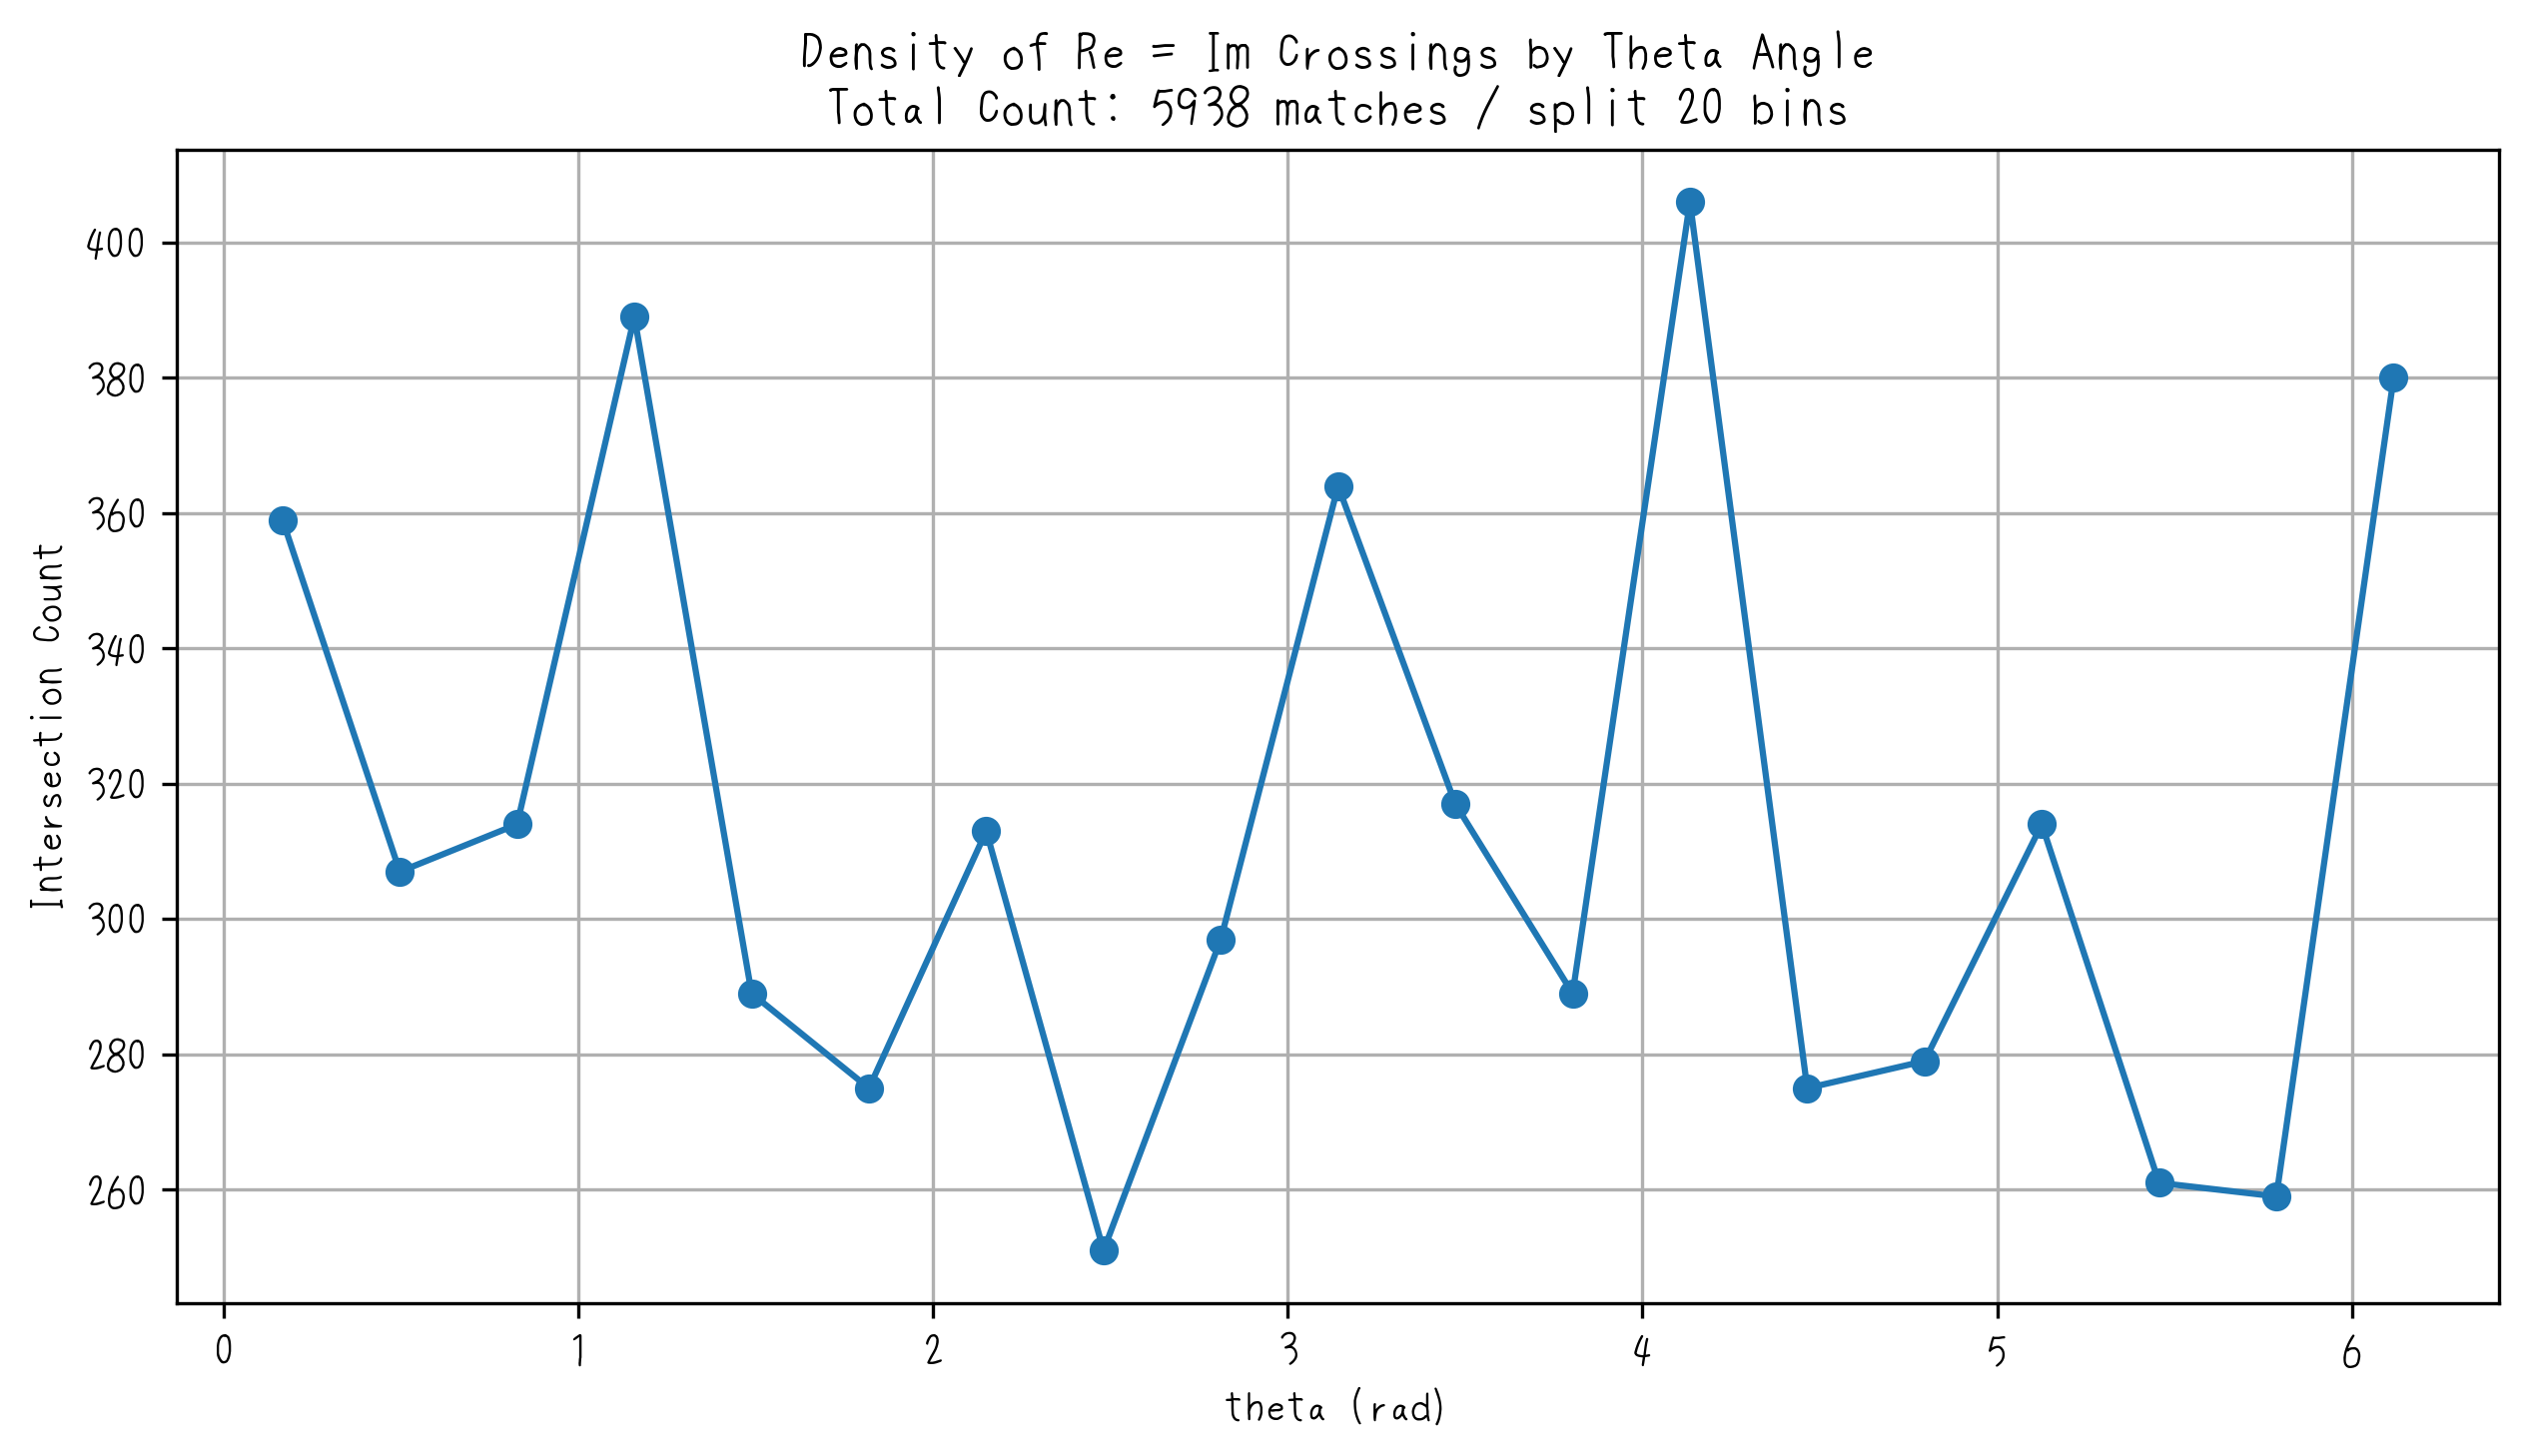 Density of Re = Im Crossings by Theta Angle
Total Count: 5938 matches / split 20 bins
Intersection Count
400
380
360
340
320
300
280
260
0 1 2 3 4 5 6
theta (rad)